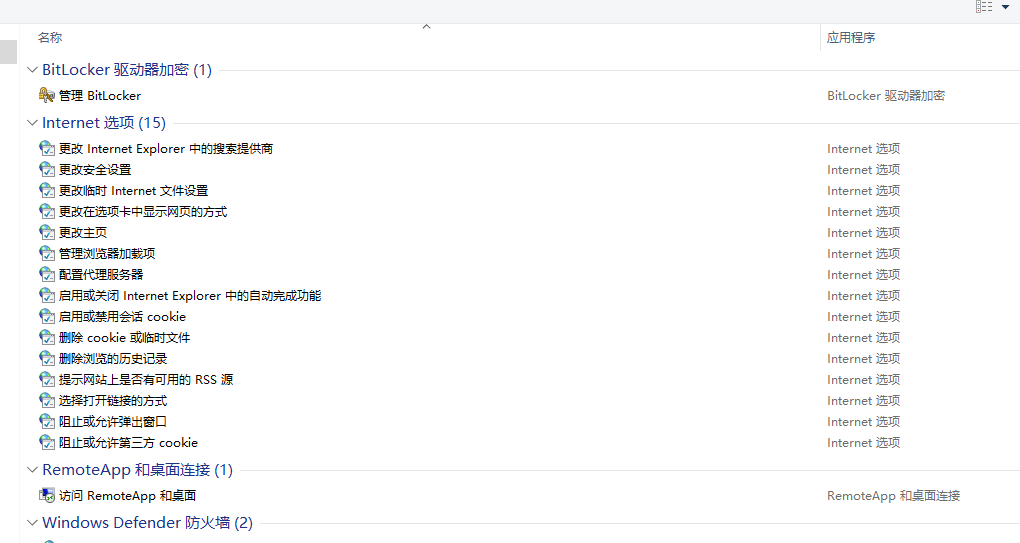 名称 应用程序
BitLocker 驱动器加密 (1)
管理 BitLocker BitLocker 驱动器加密
Internet 选项 (15)
更改 Internet Explorer 中的搜索提供商 Internet 选项
更改安全设置 Internet 选项
更改临时 Internet 文件设置 Internet 选项
更改在选项卡中显示网页的方式 Internet 选项
更改主页 Internet 选项
管理浏览器加载项 Internet 选项
配置代理服务器 Internet 选项
启用或关闭 Internet Explorer 中的自动完成功能 Internet 选项
启用或禁用会话 cookie Internet 选项
删除 cookie 或临时文件 Internet 选项
删除浏览的历史记录 Internet 选项
提示网站上是否有可用的 RSS 源 Internet 选项
选择打开链接的方式 Internet 选项
阻止或允许弹出窗口 Internet 选项
阻止或允许第三方 cookie Internet 选项
RemoteApp 和桌面连接 (1)
访问 RemoteApp 和桌面 RemoteApp 和桌面连接
Windows Defender 防火墙 (2)